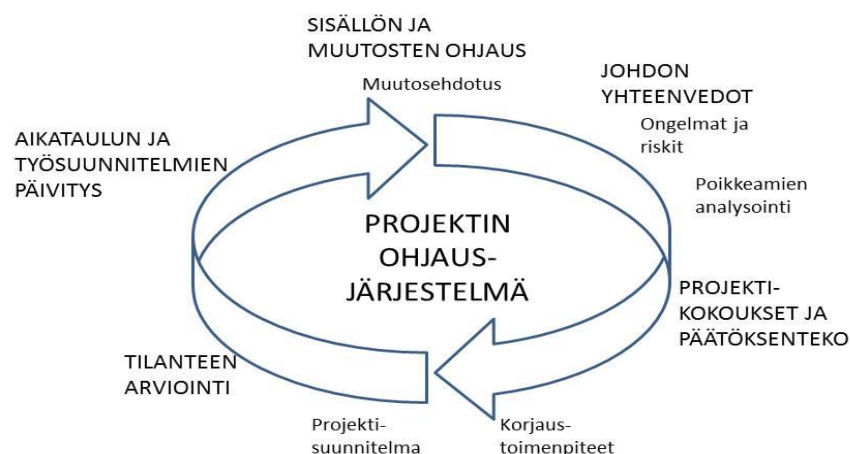 SISÄLLÖN JA
MUUTOSTEN OHJAUS
Muutosehdotus
JOHDON
YHTEENVEDOT
Ongelmat ja
riskit
Poikkeamien
analysointi
PROJEKTI-
KOKOUKSET JA
PÄÄTÖKSENTEKO
Korjaus-
toimenpiteet
Projekti-
suunnitelma
TILANTEEN
ARVIOINTI
AIKATAULUN JA
TYÖSUUNNITELMIEN
PÄIVITYS
PROJEKTIN
OHJAUS-
JÄRJESTELMÄ